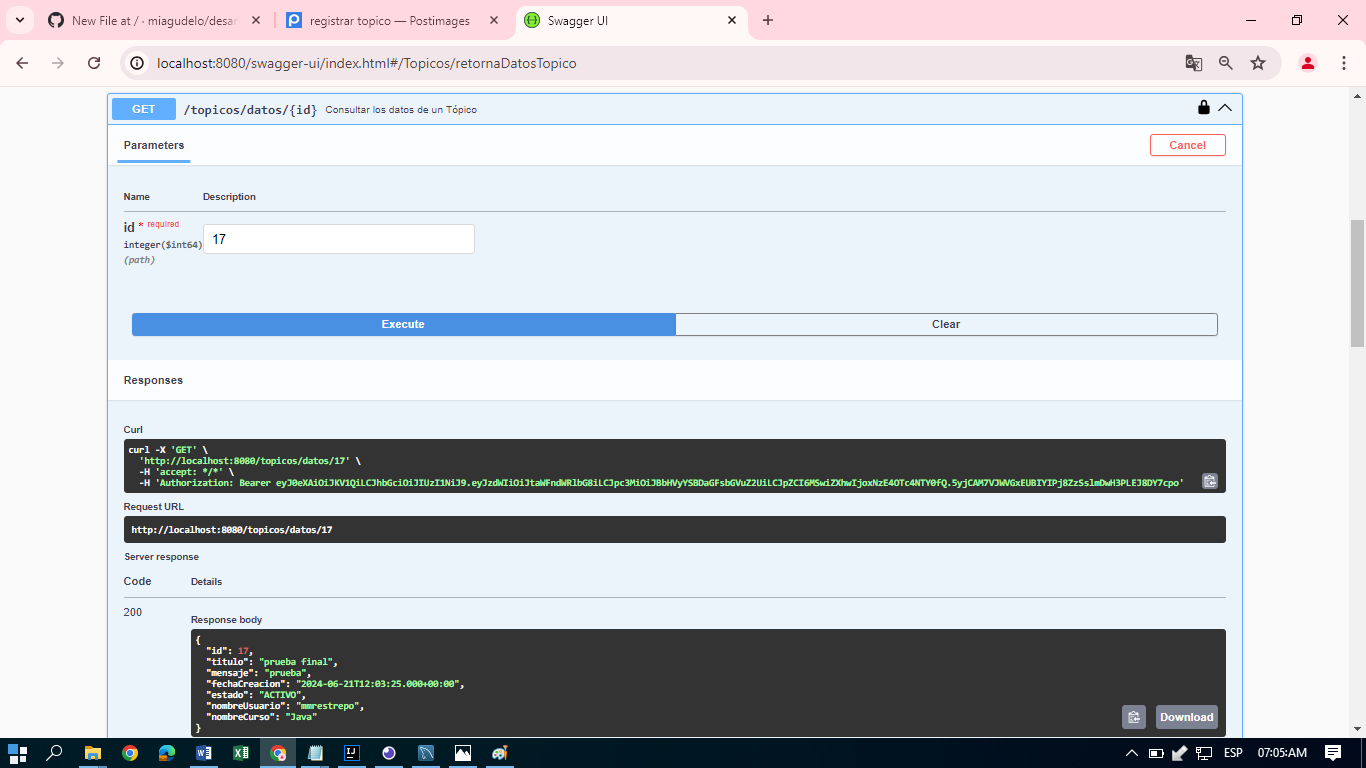 New File at / · miagudelo/desar
registrar topico — Postimages
Swagger UI
localhost:8080/swagger-ui/index.html#/Topicos/retornaDatosTopico
GET /topicos/datos/{id} Consultar los datos de un Tópico
Parameters
Cancel
Name Description
id * required
integer($int64)
(path)
17
Execute
Clear
Responses
Curl
curl -X 'GET' \
'http://localhost:8080/topicos/datos/17' \
-H 'accept: */*' \
-H 'Authorization: Bearer eyJ0eXAiOiJKV1QiLCJhbGciOiJIUzI1NiJ9.eyJzdWIiOiJtaWFndWRlbG8iLCJpc3MiOiJBbHVyYSBDaGFsbGVuZ2UiLCJpZCI6MSwiZXhwIjoxNzE4OTc4NTY0fQ.5yjCAM7VJWVGxEUBIYIPj8ZzSslmDwH3PLEJ8DY7cpo'
Request URL
http://localhost:8080/topicos/datos/17
Server response
Code Details
200
Response body
{
"id": 17,
"titulo": "prueba final",
"mensaje": "prueba",
"fechaCreacion": "2024-06-21T12:03:25.000+00:00",
"estado": "ACTIVO",
"nombreUsuario": "mmrestrepo",
"nombreCurso": "Java"
}
Download
ESP 07:05AM